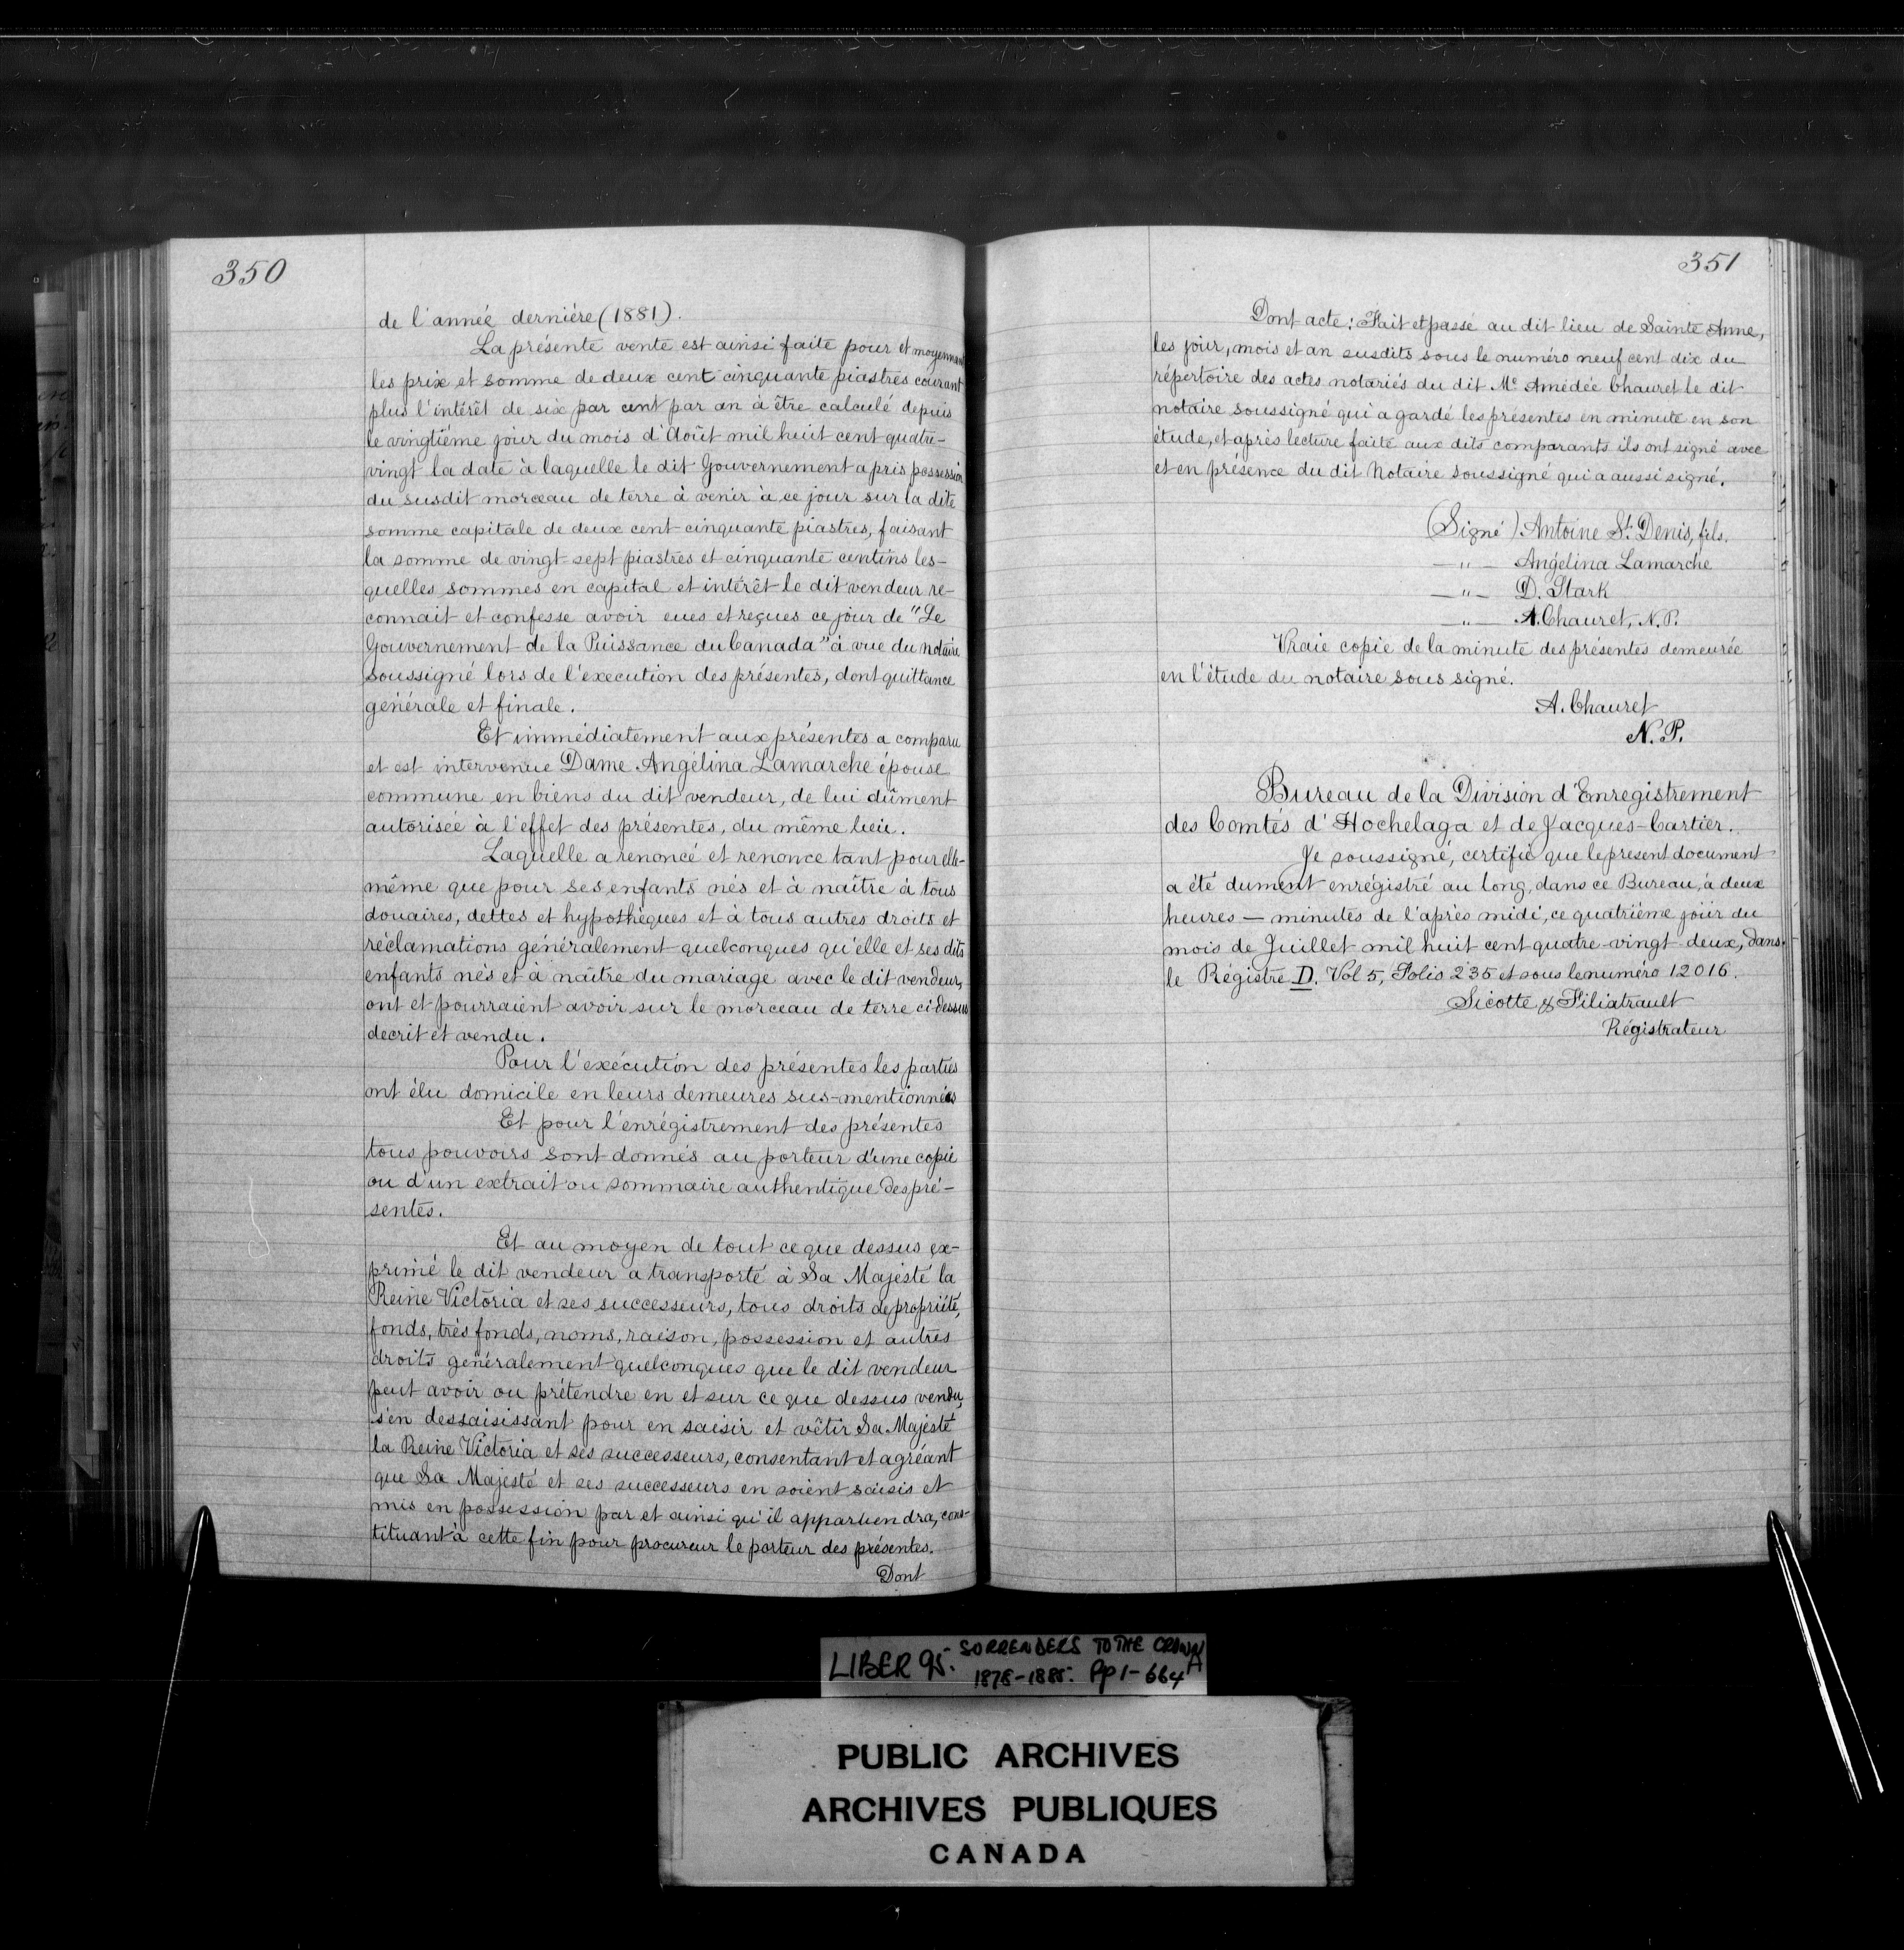 350
de l'année dernière (1881).
La présente vente est ainsi faite pour et moyennant
les prix et somme de deux cent cinquante piastres courant
plus l'intérêt de six par cent par an à être calculé depuis
le vingtième jour du mois d'Août mil huit cent quatre-
vingt la date à laquelle le dit Gouvernement a pris possession
du susdit morceau de terre à venir à ce jour sur la dite
somme capitale de deux cent cinquante piastres, faisant
la somme de vingt sept piastres et cinquante centins les-
quelles sommes en capital et intérêt le dit vendeur re-
connait et confesse avoir eues et reçues ce jour de "Le
Gouvernement de la Puissance du Canada" à vue du notaire
soussigné lors de l'execution des présentes, dont quittance
générale et finale.
Et immédiatement aux présentes a comparu
et est intervenue Dame Angélina Lamarche épouse
commune en biens du dit vendeur, de lui dûment
autorisée à l'effet des présentes, du même lieu.
Laquelle a renoncé et renonce tant pour elle-
même que pour ses enfants nés et à naître à tous
douaires, dettes et hypothèques et à tous autres droits et
réclamations généralement quelconques qu'elle et ses dits
enfants nés et à naître du mariage avec le dit vendeur,
ont et pourraient avoir sur le morceau de terre ci-dessus
decrit et vendu.
Pour l'exécution des présentes les parties
ont élu domicile en leurs demeures sus-mentionnées
Et pour l'enrégistrement des présentes
tous pouvoirs sont donnés au porteur d'une copie
ou d'un extrait ou sommaire authentique des pré-
sentes.
Et au moyen de tout ce que dessus ex-
primé le dit vendeur a transporté à Sa Majesté la
Reine Victoria et ses successeurs, tous droits de propriété,
fonds, très fonds, noms, raison, possession et autres
droits généralement quelconques que le dit vendeur
peut avoir ou prétendre en et sur ce que dessus vendu,
s'en dessaisissant pour en saisir et vêtir Sa Majesté
la Reine Victoria et ses successeurs, consentant et agréant
que Sa Majesté et ses successeurs en soient saisis et
mis en possession par et ainsi qu'il appartiendra, cons-
tituant à cette fin pour procureur le porteur des présentes.
Dont
351
Dont acte: Fait et passé au dit lieu de Sainte Anne,
les jour, mois et an susdits sous le numéro neuf cent dix du
répertoire des actes notariés du dit Me Amédée Chauret le dit
notaire soussigné qui a gardé les présentes en minute en son
étude, et après lecture faite aux dits comparants ils ont signé avec
et en présence du dit Notaire soussigné qui a aussi signé.
(Signé) Antoine St. Denis, fils.
—"— Angélina Lamarche
—"— D. Stark
—"— A. Chauret, N.P.
Vraie copie de la minute des présentes demeurée
en l'étude du notaire sous signé.
A. Chauret
N. P.
Bureau de la Division d'Enregistrement
des Comtés d'Hochelaga et de Jacques-Cartier.
Je soussigné, certifie que le present document
a été dument enrégistré au long, dans ce Bureau, à deux
heures — minutes de l'après midi, ce quatrième jour du
mois de Juillet mil huit cent quatre-vingt deux, dans
le Régistre D. Vol 5, Folio 235 et sous le numéro 12016.
Sicotte & Filiatrault
Régistrateur
LIBER 95. SORRENDERS TO THE CROWN A
1878-1885. Pp 1-664
PUBLIC ARCHIVES
ARCHIVES PUBLIQUES
CANADA